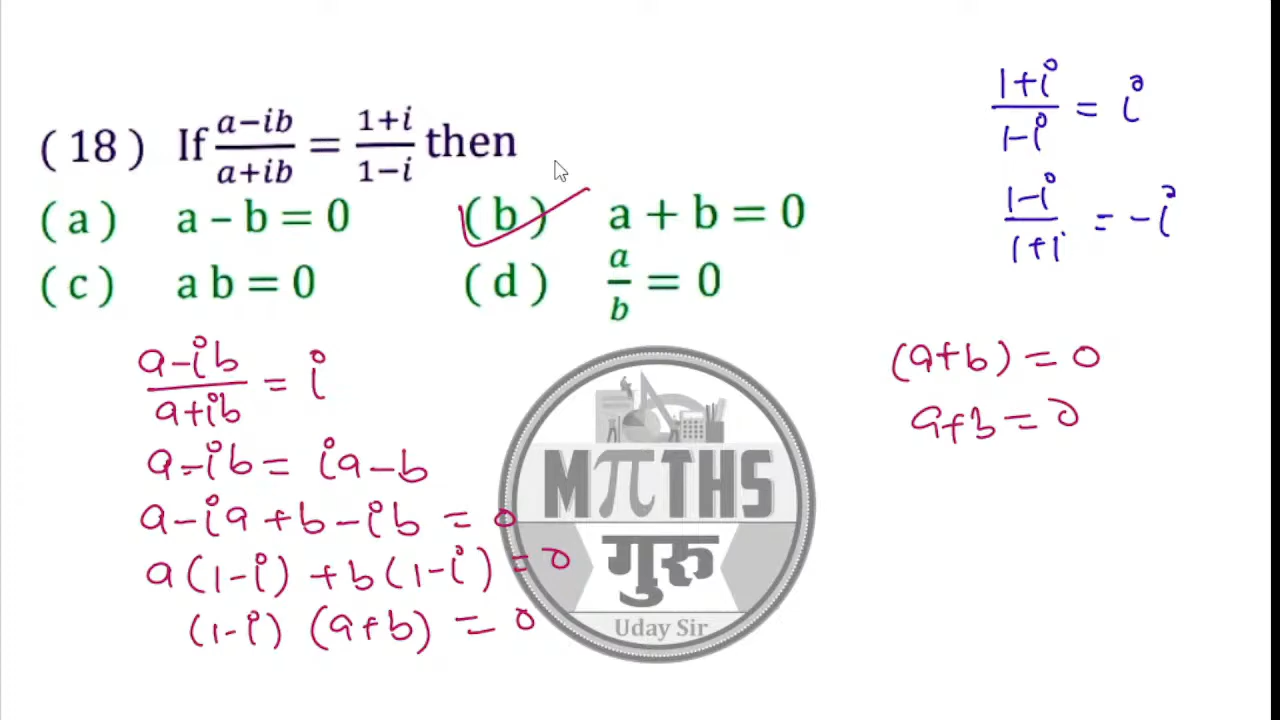 ( 18 ) If (a−ib)/(a+ib) = (1+i)/(1−i) then
( a ) a − b = 0 ( b ) a + b = 0
( c ) a b = 0 ( d ) a/b = 0
(1+i)/(1-i) = i
(1-i)/(1+i) = -i
(a-ib)/(a+ib) = i
a-ib = ia-b
a-ia+b-ib = 0
a(1-i)+b(1-i)=0
(1-i) (a+b) = 0
(a+b) = 0
a+b = 0
MπTHS
गुरु
Uday Sir